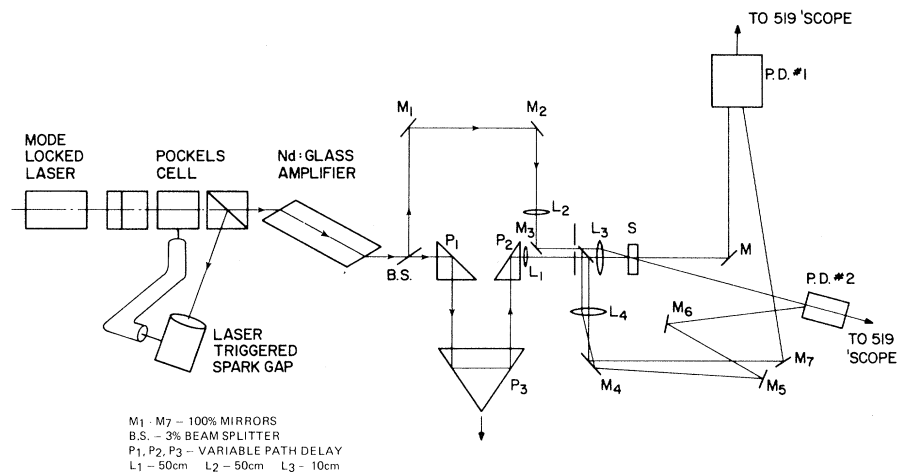 TO 519 'SCOPE
P.D. #1
M1
M2
MODE
LOCKED
LASER
POCKELS
CELL
Nd:GLASS
AMPLIFIER
L2
M3
L3
S
P1
P2
L1
M
B.S.
P.D. #2
L4
M6
TO 519
'SCOPE
LASER
TRIGGERED
SPARK GAP
P3
M4
M7
M5
M1 - M7 – 100% MIRRORS
B.S. – 3% BEAM SPLITTER
P1, P2, P3 – VARIABLE PATH DELAY
L1 – 50cm L2 – 50cm L3 - 10cm